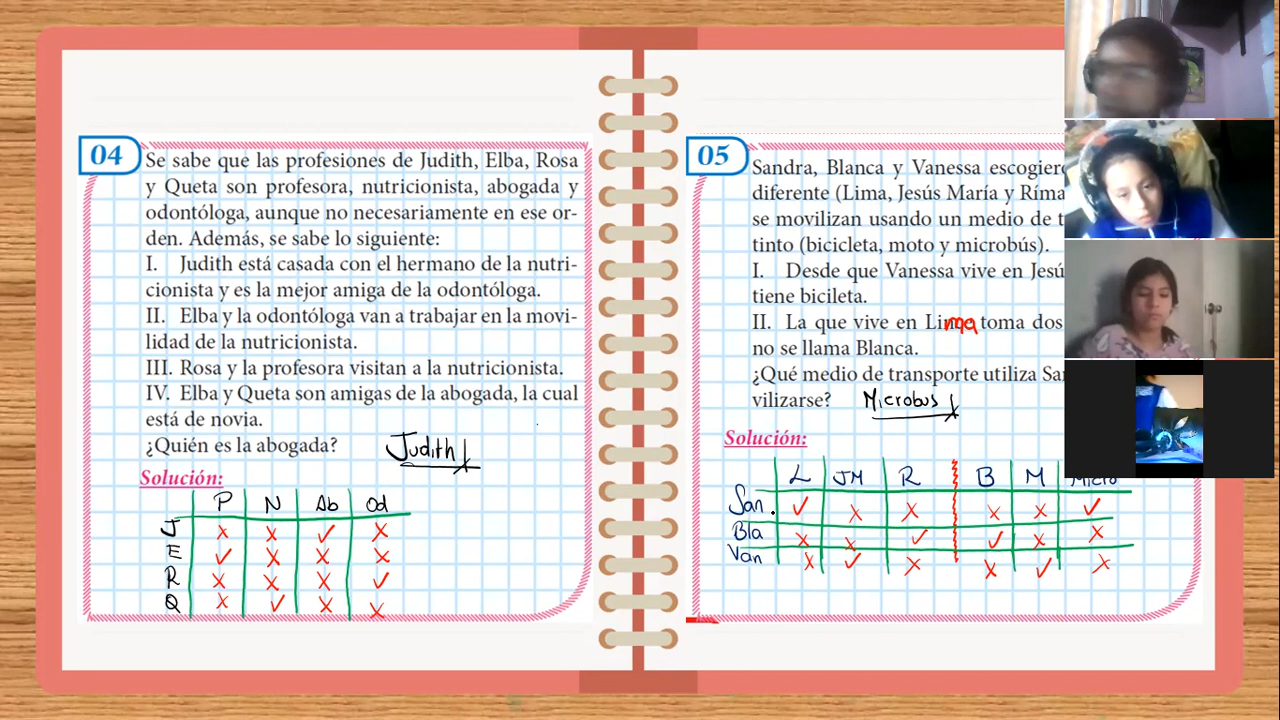 04
Se sabe que las profesiones de Judith, Elba, Rosa
y Queta son profesora, nutricionista, abogada y
odontóloga, aunque no necesariamente en ese or-
den. Además, se sabe lo siguiente:
I. Judith está casada con el hermano de la nutri-
cionista y es la mejor amiga de la odontóloga.
II. Elba y la odontóloga van a trabajar en la movi-
lidad de la nutricionista.
III. Rosa y la profesora visitan a la nutricionista.
IV. Elba y Queta son amigas de la abogada, la cual
está de novia.
¿Quién es la abogada? Judith
Solución:
P N Ab Od
J x x ✓ x
E ✓ x x x
R x x x ✓
Q x ✓ x x
05
Sandra, Blanca y Vanessa escogiero
diferente (Lima, Jesús María y Ríma
se movilizan usando un medio de t
tinto (bicicleta, moto y microbús).
I. Desde que Vanessa vive en Jesú
tiene bicileta.
II. La que vive en Lima toma dos
no se llama Blanca.
¿Qué medio de transporte utiliza Sa
vilizarse? Microbus
Solución:
L JM R B M Micro
San ✓ x x x x ✓
Bla x x ✓ ✓ x x
Van x ✓ x x ✓ x